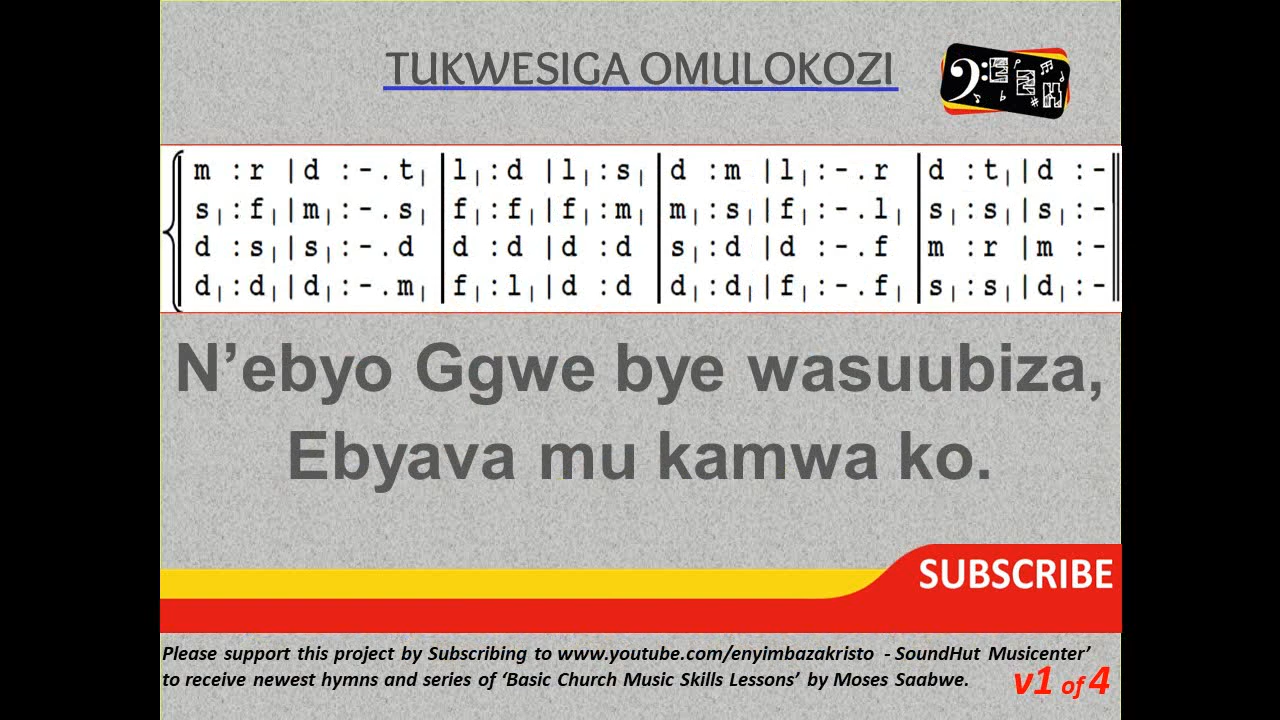 TUKWESIGA OMULOKOZI
m :r |d :-.t̩| l̩:d |l̩:s̩| d :m |l̩:-.r | d :t̩|d :-||
s̩:f̩|m̩:-.s̩| f̩:f̩|f̩:m̩| m̩:s̩|f̩:-.l̩| s̩:s̩|s̩:-||
d :s̩|s̩:-.d | d :d |d :d | s̩:d |d :-.f | m :r |m :-||
d̩:d̩|d̩:-.m̩| f̩:l̩|d :d | d̩:d̩|f̩:-.f̩| s̩:s̩|d̩:-||
N’ebyo Ggwe bye wasuubiza,
Ebyava mu kamwa ko.
SUBSCRIBE
Please support this project by Subscribing to www.youtube.com/enyimbazakristo - SoundHut Musicenter’
to receive newest hymns and series of ‘Basic Church Music Skills Lessons’ by Moses Saabwe.
v1 of 4